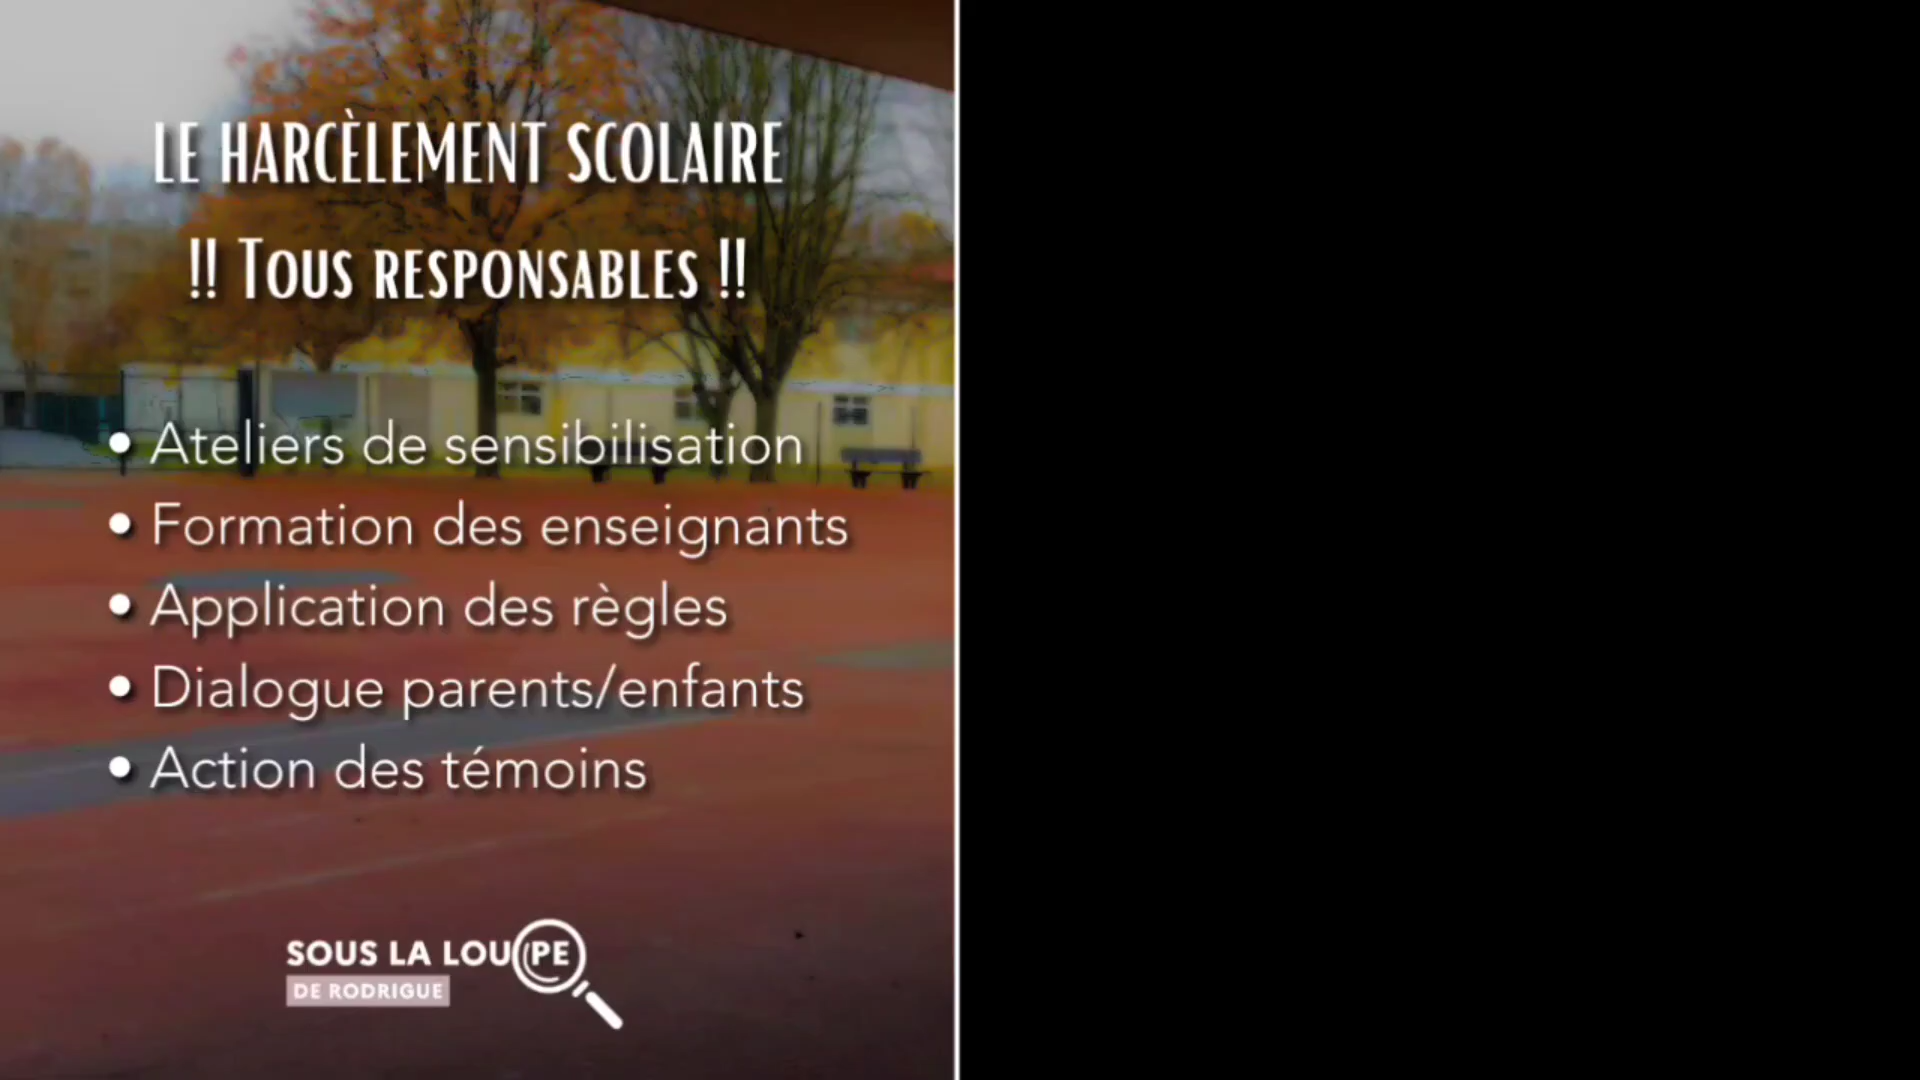 LE HARCÈLEMENT SCOLAIRE
!! TOUS RESPONSABLES !!
• Ateliers de sensibilisation
• Formation des enseignants
• Application des règles
• Dialogue parents/enfants
• Action des témoins
SOUS LA LOUPE
DE RODRIGUE